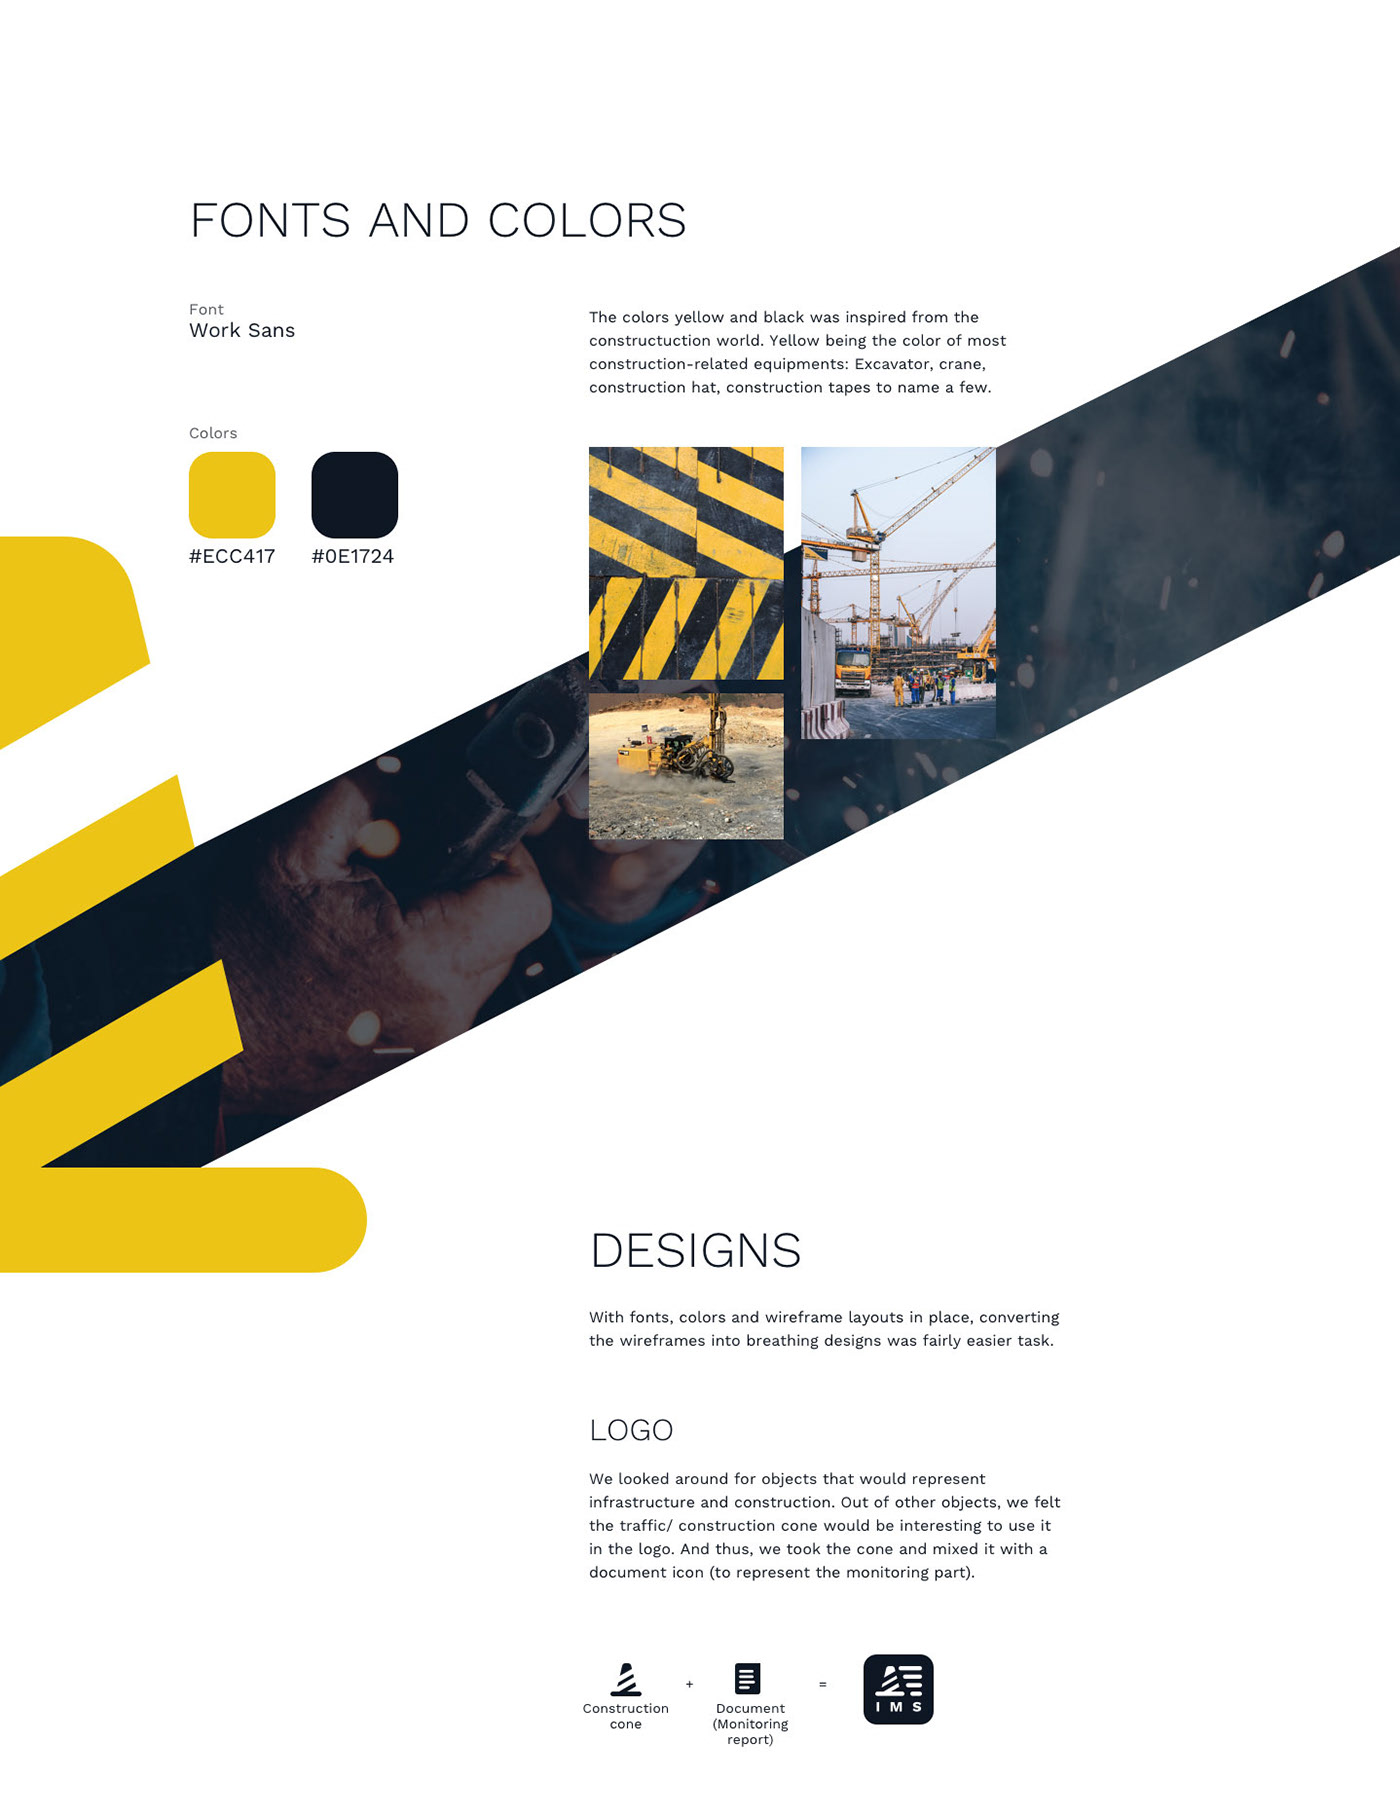 FONTS AND COLORS
Font
Work Sans
The colors yellow and black was inspired from the
constructuction world. Yellow being the color of most
construction-related equipments: Excavator, crane,
construction hat, construction tapes to name a few.
Colors
#ECC417
#0E1724
DESIGNS
With fonts, colors and wireframe layouts in place, converting
the wireframes into breathing designs was fairly easier task.
LOGO
We looked around for objects that would represent
infrastructure and construction. Out of other objects, we felt
the traffic/ construction cone would be interesting to use it
in the logo. And thus, we took the cone and mixed it with a
document icon (to represent the monitoring part).
Construction
cone
+
Document
(Monitoring
report)
=
IMS